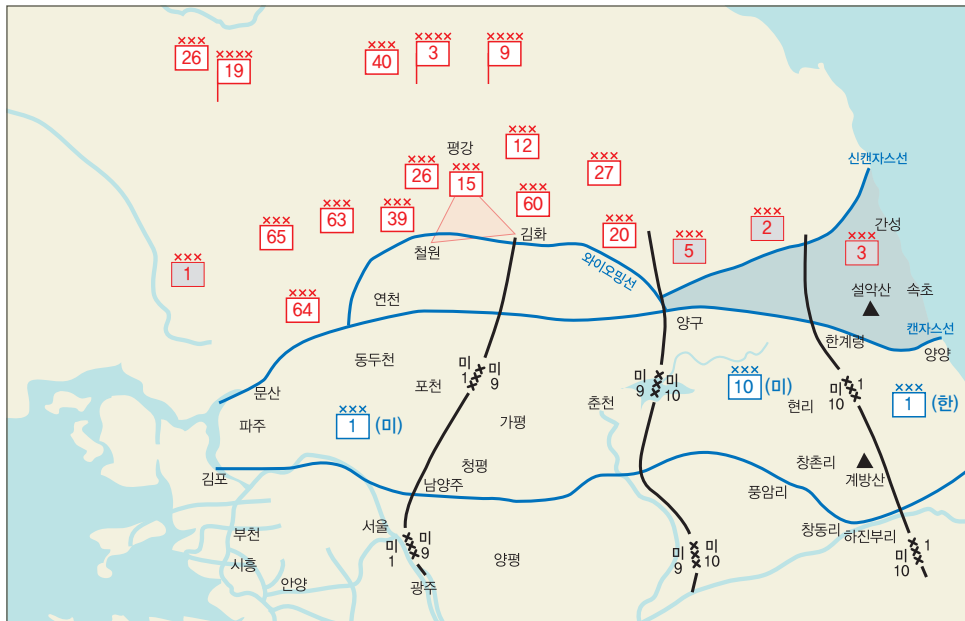 ××× 26
×××× 19
××× 40
×××× 3
×××× 9
××× 12
평강
××× 26
××× 15
××× 27
신캔자스선
××× 60
××× 39
××× 63
××× 65
××× 20
××× 2
간성
××× 5
××× 3
김화
철원
와이오밍선
××× 1
설악산
속초
연천
××× 64
양구
캔자스선
한계령
양양
동두천
미 1
미 9
포천
문산
미 9
미 10
××× 10 (미)
1
미 10
춘천
현리
××× 1 (한)
××× 1 (미)
파주
가평
청평
창촌리
계방산
김포
남양주
풍암리
서울
부천
창동리
하진부리
미 1
미 9
미 9
미 10
1
미 10
시흥
양평
안양
광주